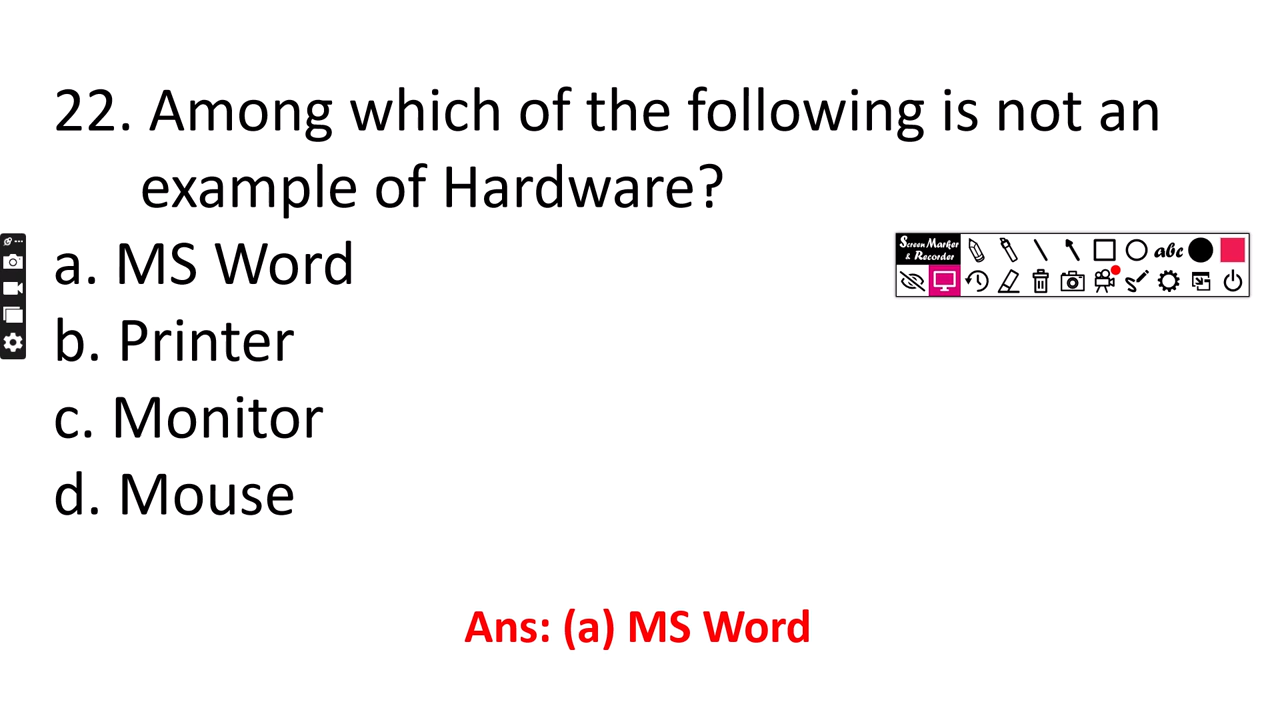 22. Among which of the following is not an
example of Hardware?
a. MS Word
Screen Marker
& Recorder
abc
b. Printer
c. Monitor
d. Mouse
Ans: (a) MS Word